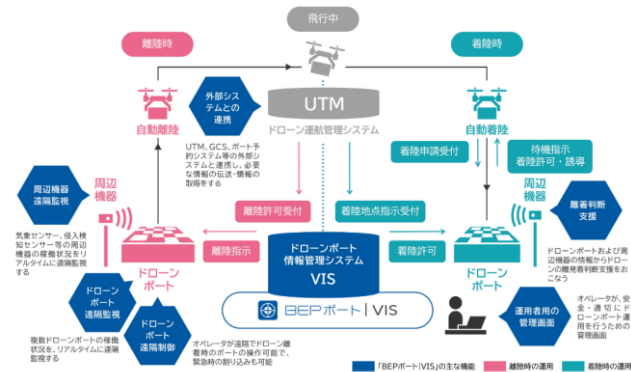 飛行中
離陸時
着陸時
外部シス
テムとの
連携
UTM
ドローン運航管理システム
自動離陸
自動着陸
UTM、GCS、ポート予
約システム等の外部シ
ステムと連携し、必要
な情報の伝送・情報の
取得をする
着陸申請受付
待機指示
着陸許可・誘導
周辺機器
遠隔監視
周辺
機器
気象センサー、侵入検
知センサー等の周辺
機器の稼働状況をリ
アルタイムに遠隔監視
する
離陸許可受付
着陸地点指示受付
周辺
機器
離着判断
支援
ドローンポートおよび周
辺機器の情報からドロー
ンの離発着判断支援をお
こなう
離陸指示
ドローンポート
情報管理システム
VIS
着陸許可
ドローン
ポート
ドローン
ポート
BEPポート|VIS
ドローン
ポート
遠隔監視
ドローン
ポート
遠隔制御
複数ドローンポートの稼働
状況を、リアルタイムに遠隔
監視する
オペレータが遠隔でドローン離
着時のポートの操作可能で、
緊急時の割り込みも可能
運用者用の
管理画面
オペレータが、安
全・適切にド
ローンポート運
用を行うための
管理画面
「BEPポート|VIS」の主な機能
離陸時の運用
着陸時の運用